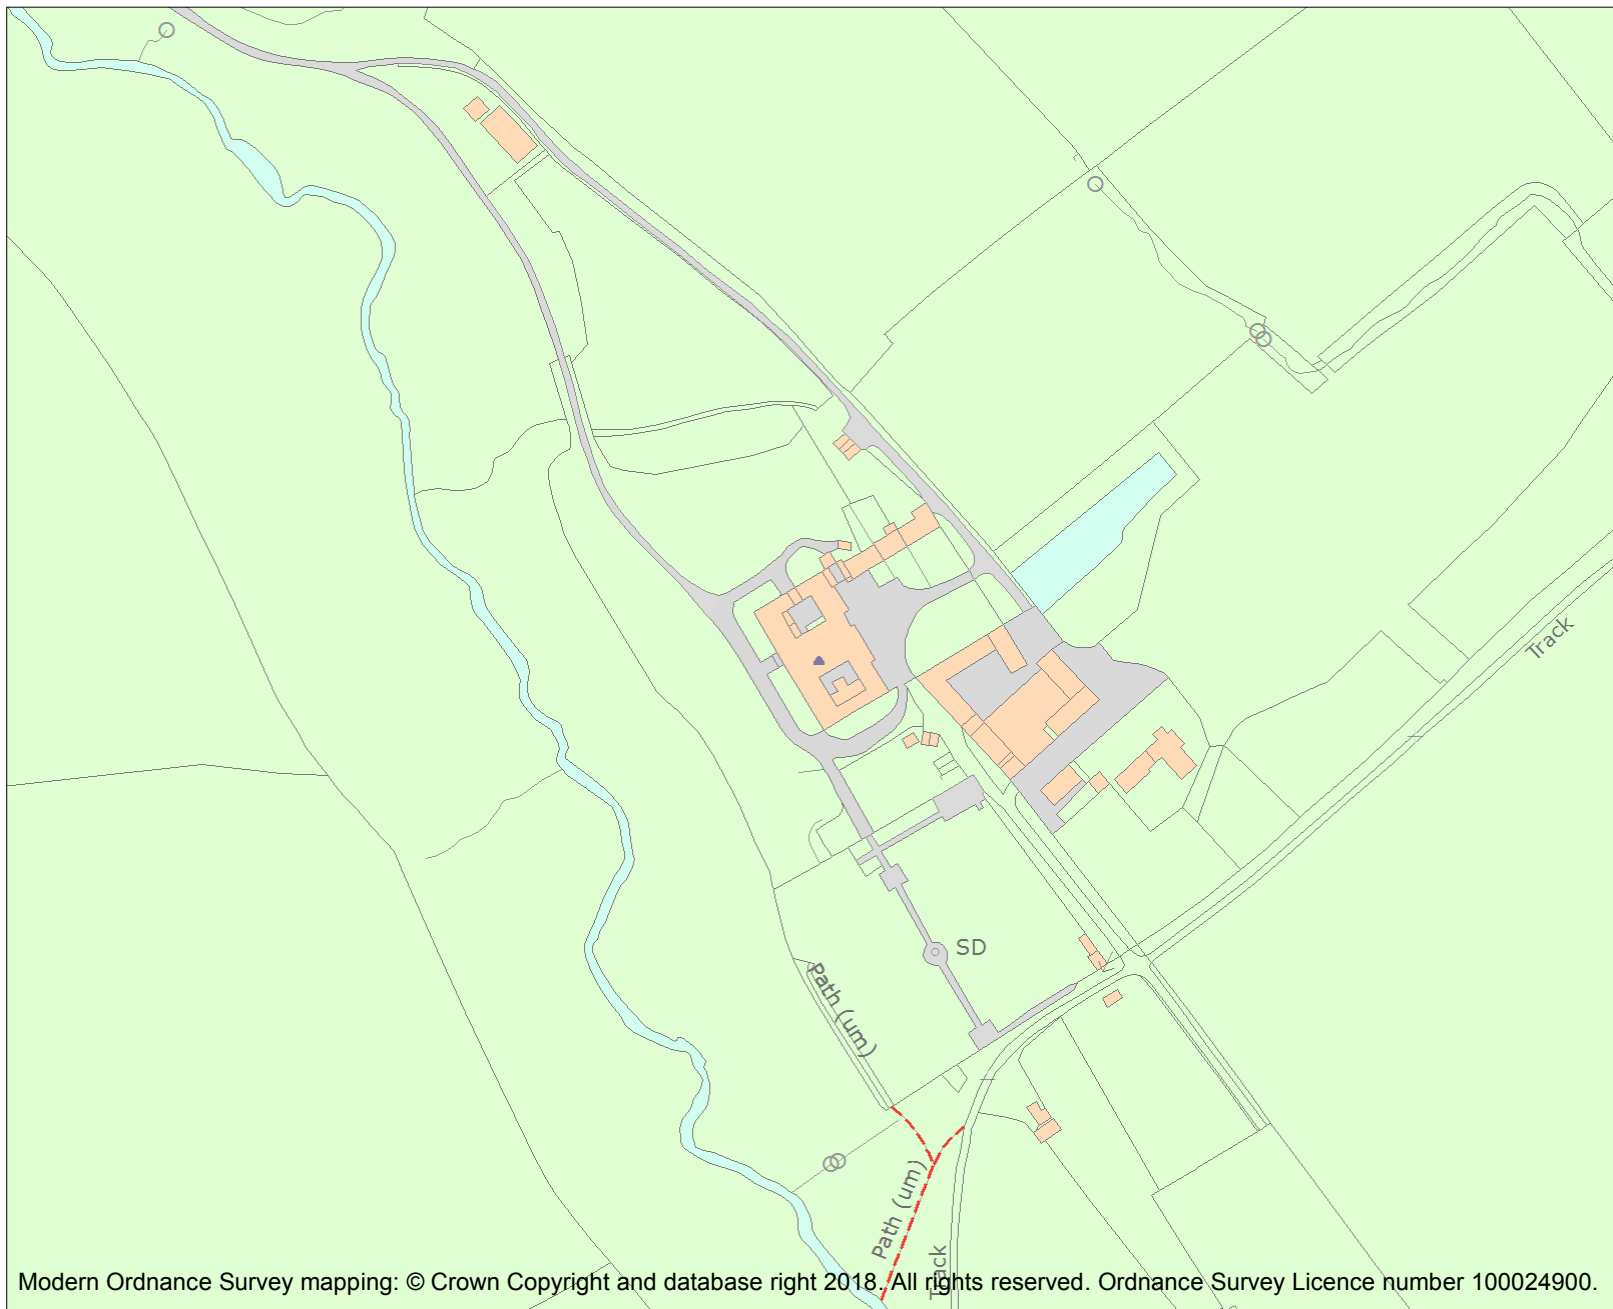 Track
SD
Path (um)
Path (um)
Track
Modern Ordnance Survey mapping: © Crown Copyright and database right 2018. All rights reserved. Ordnance Survey Licence number 100024900.